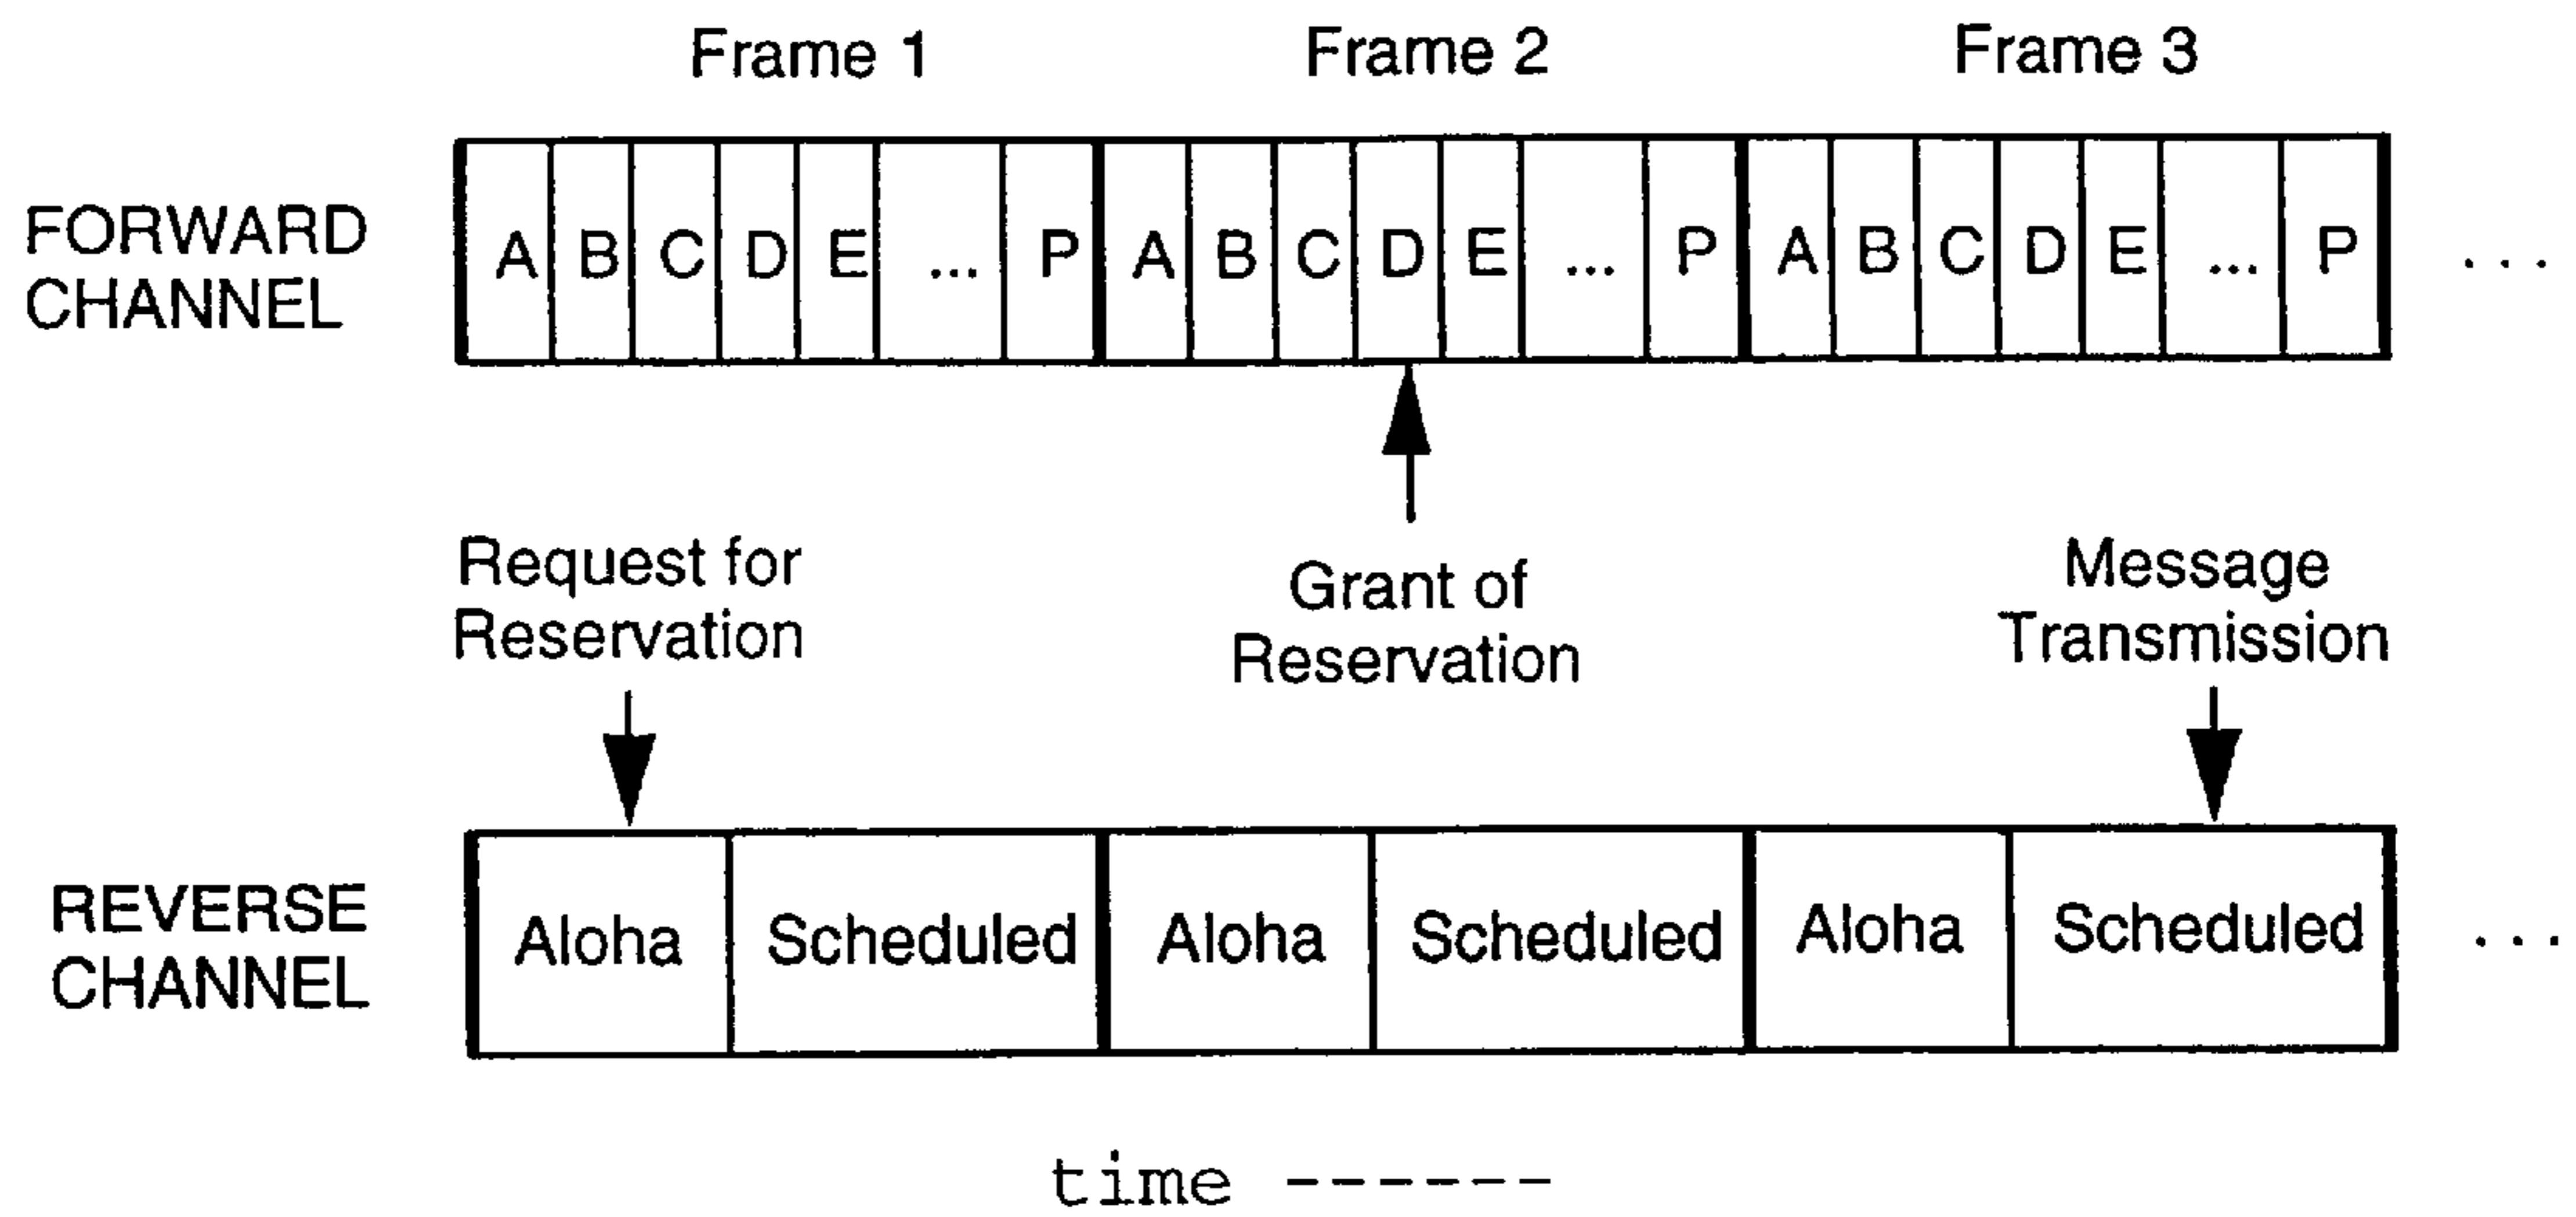 Frame 1 Frame 2 Frame 3
FORWARD
CHANNEL
A B C D E ... P A B C D E ... P A B C D E ... P ...
Request for
Reservation
Grant of
Reservation
Message
Transmission
REVERSE
CHANNEL
Aloha Scheduled Aloha Scheduled Aloha Scheduled ...
time ------